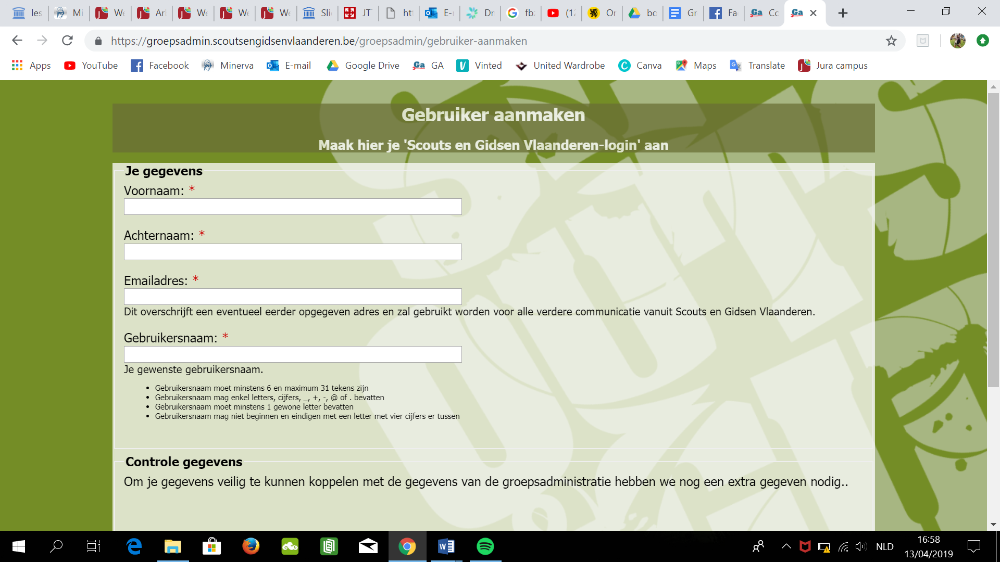 les
Mi
We
Ar
We
We
We
Slic
JT
htt
E-r
Dr
fb:
(12
Or
bo
Gr
Fa
Co
https://groepsadmin.scoutsengidsenvlaanderen.be/groepsadmin/gebruiker-aanmaken
Apps YouTube Facebook Minerva E-mail Google Drive GA Vinted United Wardrobe Canva Maps Translate Jura campus
Gebruiker aanmaken
Maak hier je 'Scouts en Gidsen Vlaanderen-login' aan
Je gegevens
Voornaam: *
Achternaam: *
Emailadres: *
Dit overschrijft een eventueel eerder opgegeven adres en zal gebruikt worden voor alle verdere communicatie vanuit Scouts en Gidsen Vlaanderen.
Gebruikersnaam: *
Je gewenste gebruikersnaam.
• Gebruikersnaam moet minstens 6 en maximum 31 tekens zijn
• Gebruikersnaam mag enkel letters, cijfers, _, +, -, @ of . bevatten
• Gebruikersnaam moet minstens 1 gewone letter bevatten
• Gebruikersnaam mag niet beginnen en eindigen met een letter met vier cijfers er tussen
Controle gegevens
Om je gegevens veilig te kunnen koppelen met de gegevens van de groepsadministratie hebben we nog een extra gegeven nodig..
NLD
16:58
13/04/2019